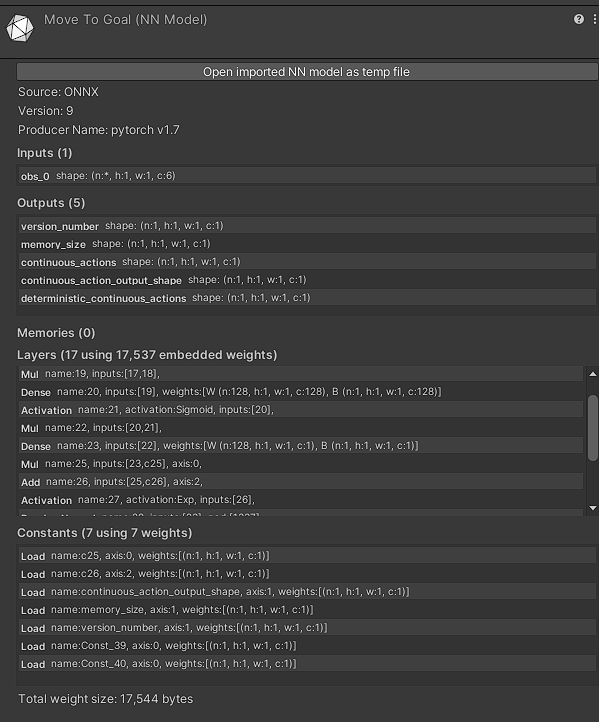 Move To Goal (NN Model)
Open imported NN model as temp file
Source: ONNX
Version: 9
Producer Name: pytorch v1.7
Inputs (1)
obs_0 shape: (n:*, h:1, w:1, c:6)
Outputs (5)
version_number shape: (n:1, h:1, w:1, c:1)
memory_size shape: (n:1, h:1, w:1, c:1)
continuous_actions shape: (n:1, h:1, w:1, c:1)
continuous_action_output_shape shape: (n:1, h:1, w:1, c:1)
deterministic_continuous_actions shape: (n:1, h:1, w:1, c:1)
Memories (0)
Layers (17 using 17,537 embedded weights)
Mul name:19, inputs:[17,18],
Dense name:20, inputs:[19], weights:[W (n:128, h:1, w:1, c:128), B (n:1, h:1, w:1, c:128)]
Activation name:21, activation:Sigmoid, inputs:[20],
Mul name:22, inputs:[20,21],
Dense name:23, inputs:[22], weights:[W (n:128, h:1, w:1, c:1), B (n:1, h:1, w:1, c:1)]
Mul name:25, inputs:[23,c25], axis:0,
Add name:26, inputs:[25,c26], axis:2,
Activation name:27, activation:Exp, inputs:[26],
Constants (7 using 7 weights)
Load name:c25, axis:0, weights:[(n:1, h:1, w:1, c:1)]
Load name:c26, axis:2, weights:[(n:1, h:1, w:1, c:1)]
Load name:continuous_action_output_shape, axis:1, weights:[(n:1, h:1, w:1, c:1)]
Load name:memory_size, axis:1, weights:[(n:1, h:1, w:1, c:1)]
Load name:version_number, axis:1, weights:[(n:1, h:1, w:1, c:1)]
Load name:Const_39, axis:0, weights:[(n:1, h:1, w:1, c:1)]
Load name:Const_40, axis:0, weights:[(n:1, h:1, w:1, c:1)]
Total weight size: 17,544 bytes